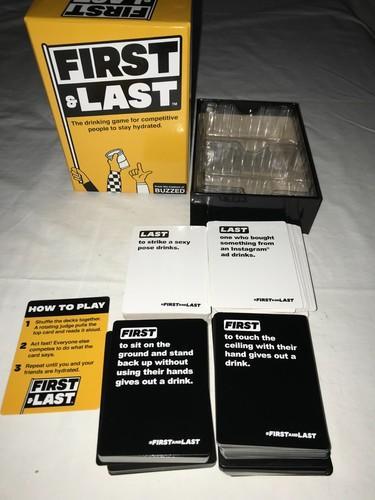 FIRST
& LAST
FIRST
& LAST™
The drinking game for competitive
people to stay hydrated.
BUZZED
LAST
to strike a sexy
pose drinks.
#FIRSTANDLAST
LAST
one who bought
something from
an Instagram®
ad drinks.
#FIRSTANDLAST
HOW TO PLAY
1 Shuffle the decks together.
A rotating judge pulls the
top card and reads it aloud.
2 Act fast! Everyone else
competes to do what the
card says.
3 Repeat until you and your
friends are hydrated.
FIRST
& LAST
FIRST
to sit on the
ground and stand
back up without
using their hands
gives out a drink.
#FIRSTANDLAST
FIRST
to touch the
ceiling with their
hand gives out a
drink.
#FIRSTANDLAST